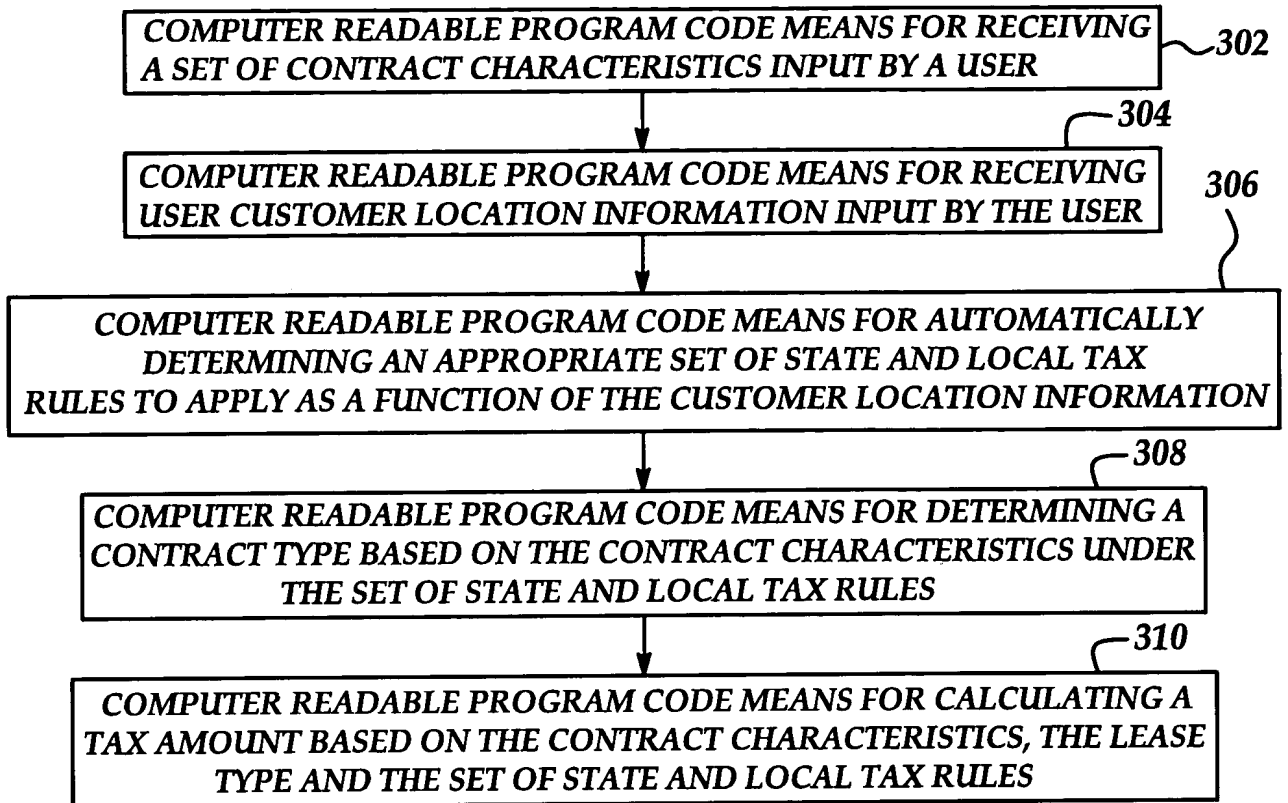 COMPUTER READABLE PROGRAM CODE MEANS FOR RECEIVING
A SET OF CONTRACT CHARACTERISTICS INPUT BY A USER
302
304
COMPUTER READABLE PROGRAM CODE MEANS FOR RECEIVING
USER CUSTOMER LOCATION INFORMATION INPUT BY THE USER
306
COMPUTER READABLE PROGRAM CODE MEANS FOR AUTOMATICALLY
DETERMINING AN APPROPRIATE SET OF STATE AND LOCAL TAX
RULES TO APPLY AS A FUNCTION OF THE CUSTOMER LOCATION INFORMATION
308
COMPUTER READABLE PROGRAM CODE MEANS FOR DETERMINING A
CONTRACT TYPE BASED ON THE CONTRACT CHARACTERISTICS UNDER
THE SET OF STATE AND LOCAL TAX RULES
310
COMPUTER READABLE PROGRAM CODE MEANS FOR CALCULATING A
TAX AMOUNT BASED ON THE CONTRACT CHARACTERISTICS, THE LEASE
TYPE AND THE SET OF STATE AND LOCAL TAX RULES